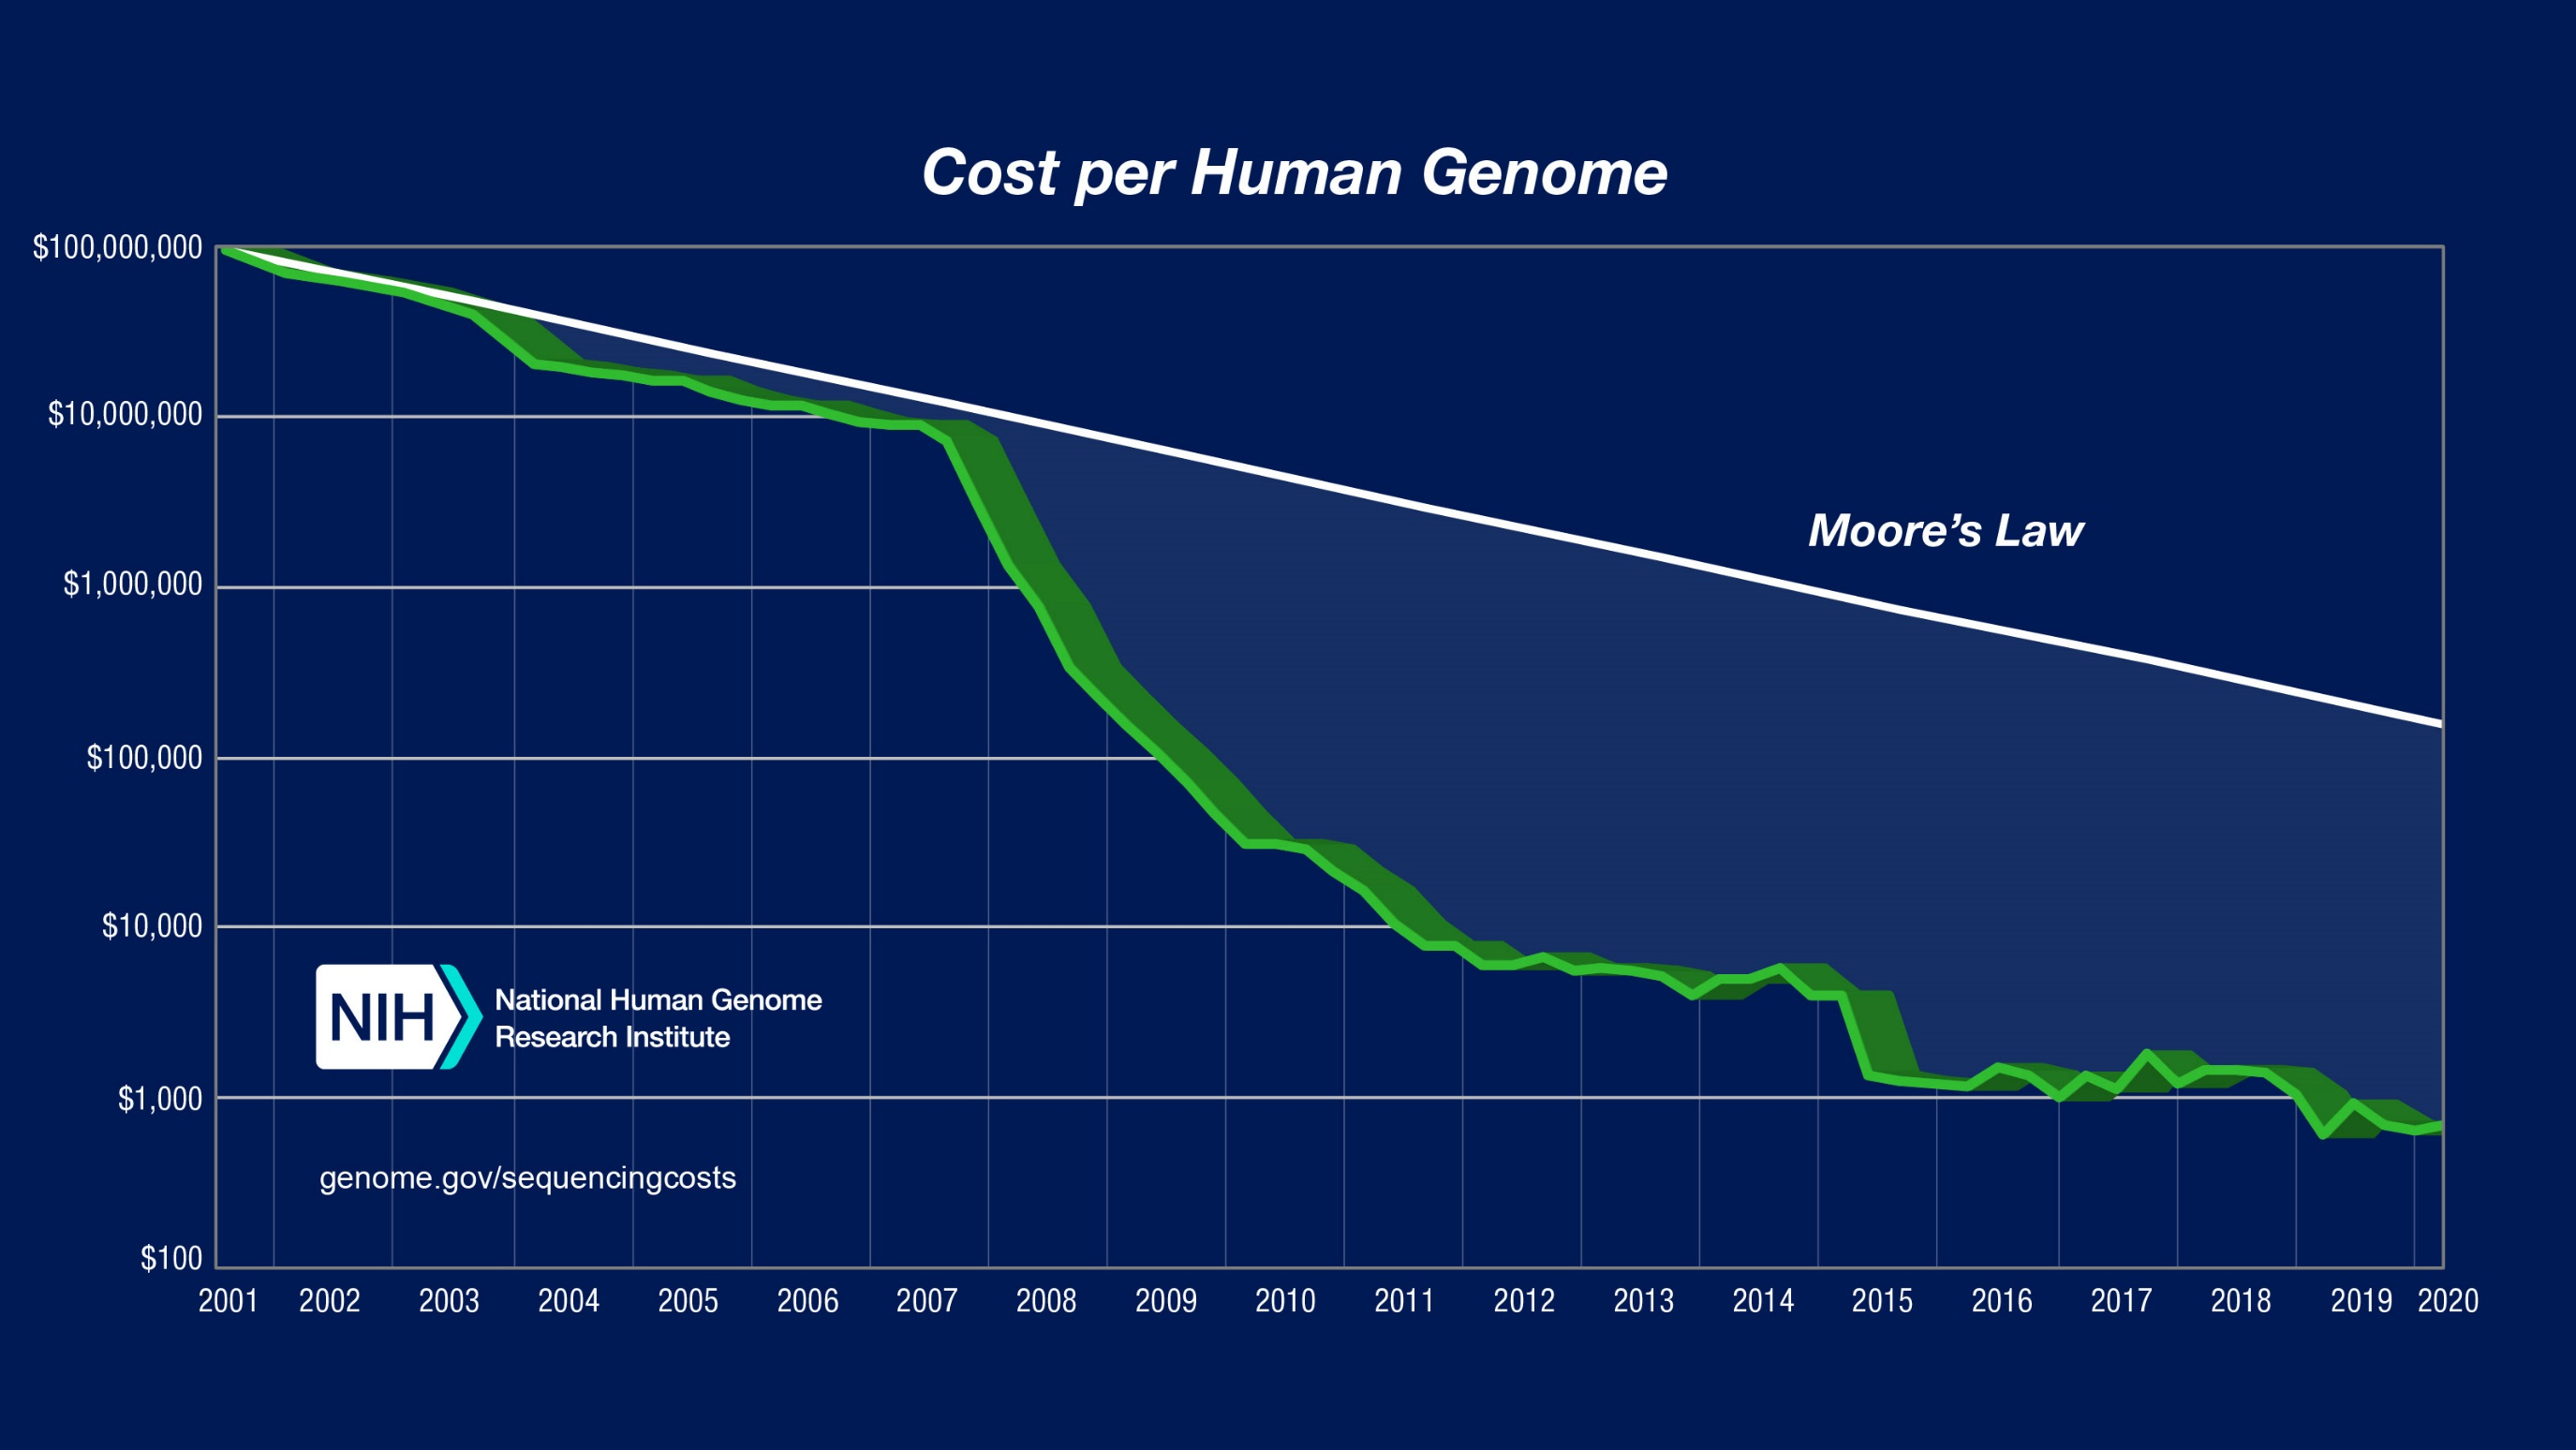 Cost per Human Genome
$100,000,000
$10,000,000
$1,000,000
$100,000
$10,000
$1,000
$100
Moore’s Law
NIH
National Human Genome
Research Institute
genome.gov/sequencingcosts
2001 2002 2003 2004 2005 2006 2007 2008 2009 2010 2011 2012 2013 2014 2015 2016 2017 2018 2019 2020